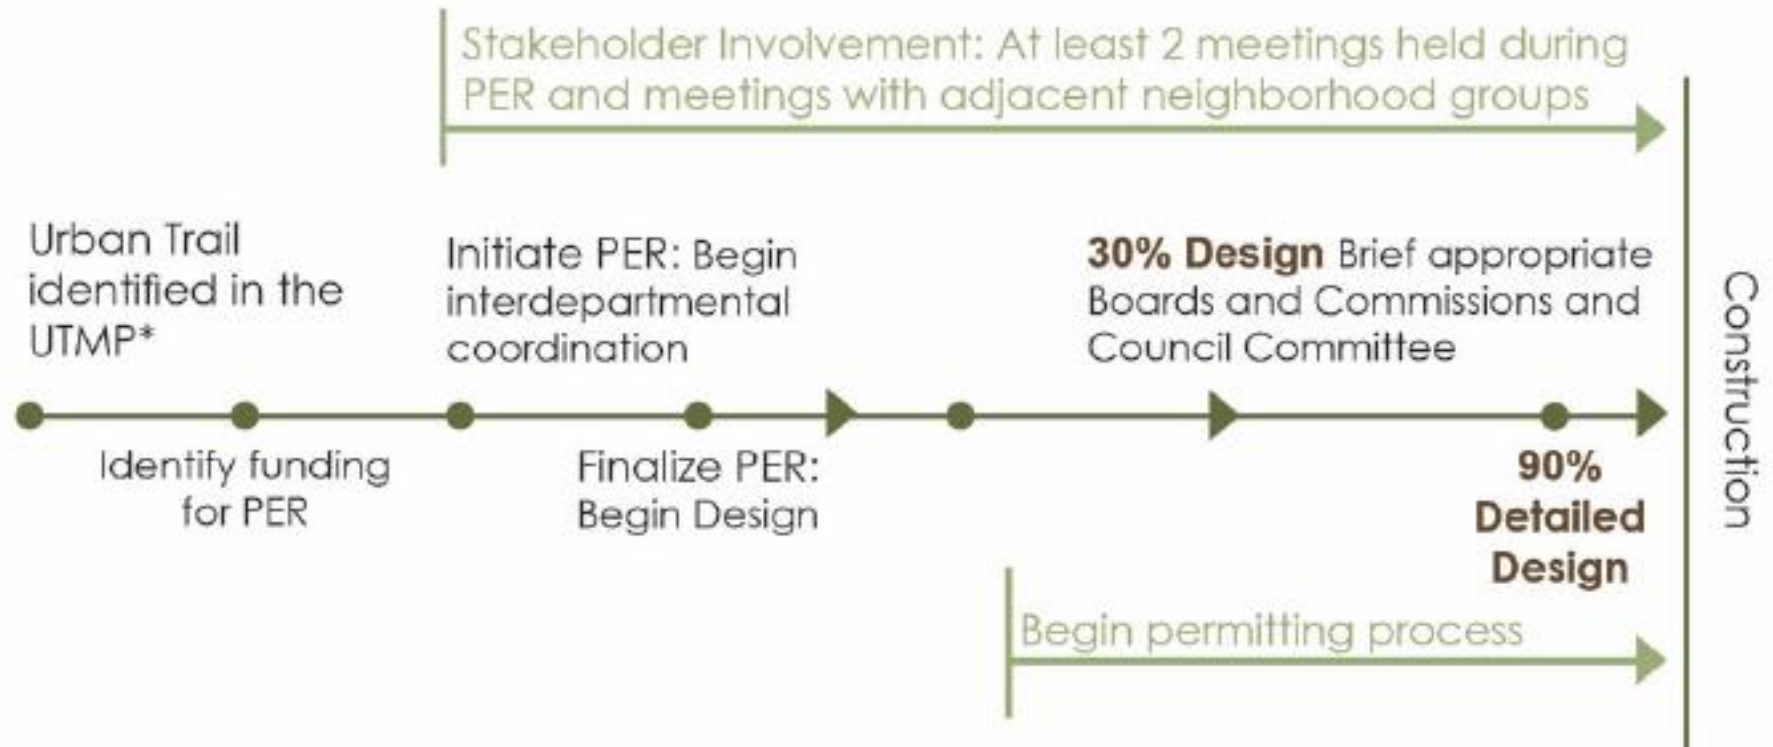 Stakeholder Involvement: At least 2 meetings held during
PER and meetings with adjacent neighborhood groups
Urban Trail
identified in the
UTMP*
Initiate PER: Begin
interdepartmental
coordination
30% Design Brief appropriate
Boards and Commissions and
Council Committee
Construction
Identify funding
for PER
Finalize PER:
Begin Design
90%
Detailed
Design
Begin permitting process